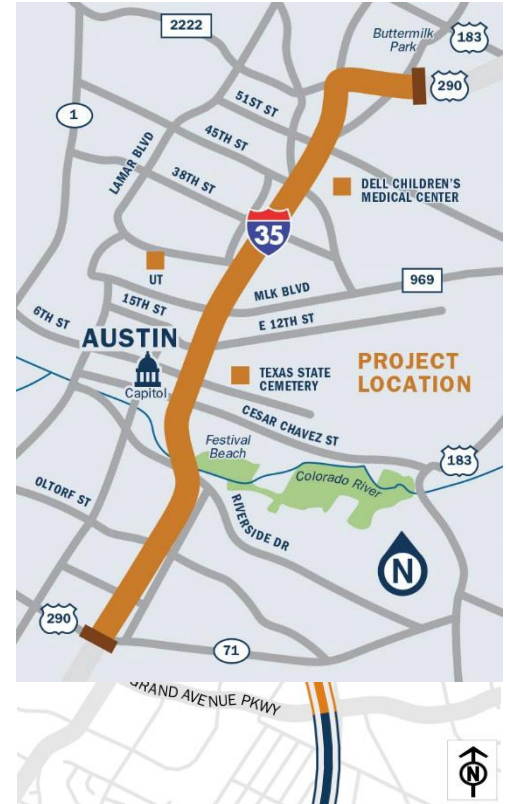 2222
Buttermilk
Park
183
290
1
51ST ST
45TH ST
LAMAR BLVD
38TH ST
DELL CHILDREN'S
MEDICAL CENTER
35
UT
969
MLK BLVD
15TH ST
E 12TH ST
6TH ST
AUSTIN
Capitol
TEXAS STATE
CEMETERY
PROJECT
LOCATION
CESAR CHAVEZ ST
Festival
Beach
183
Colorado River
OLTORF ST
RIVERSIDE DR
N
290
71
GRAND AVENUE PKWY
N